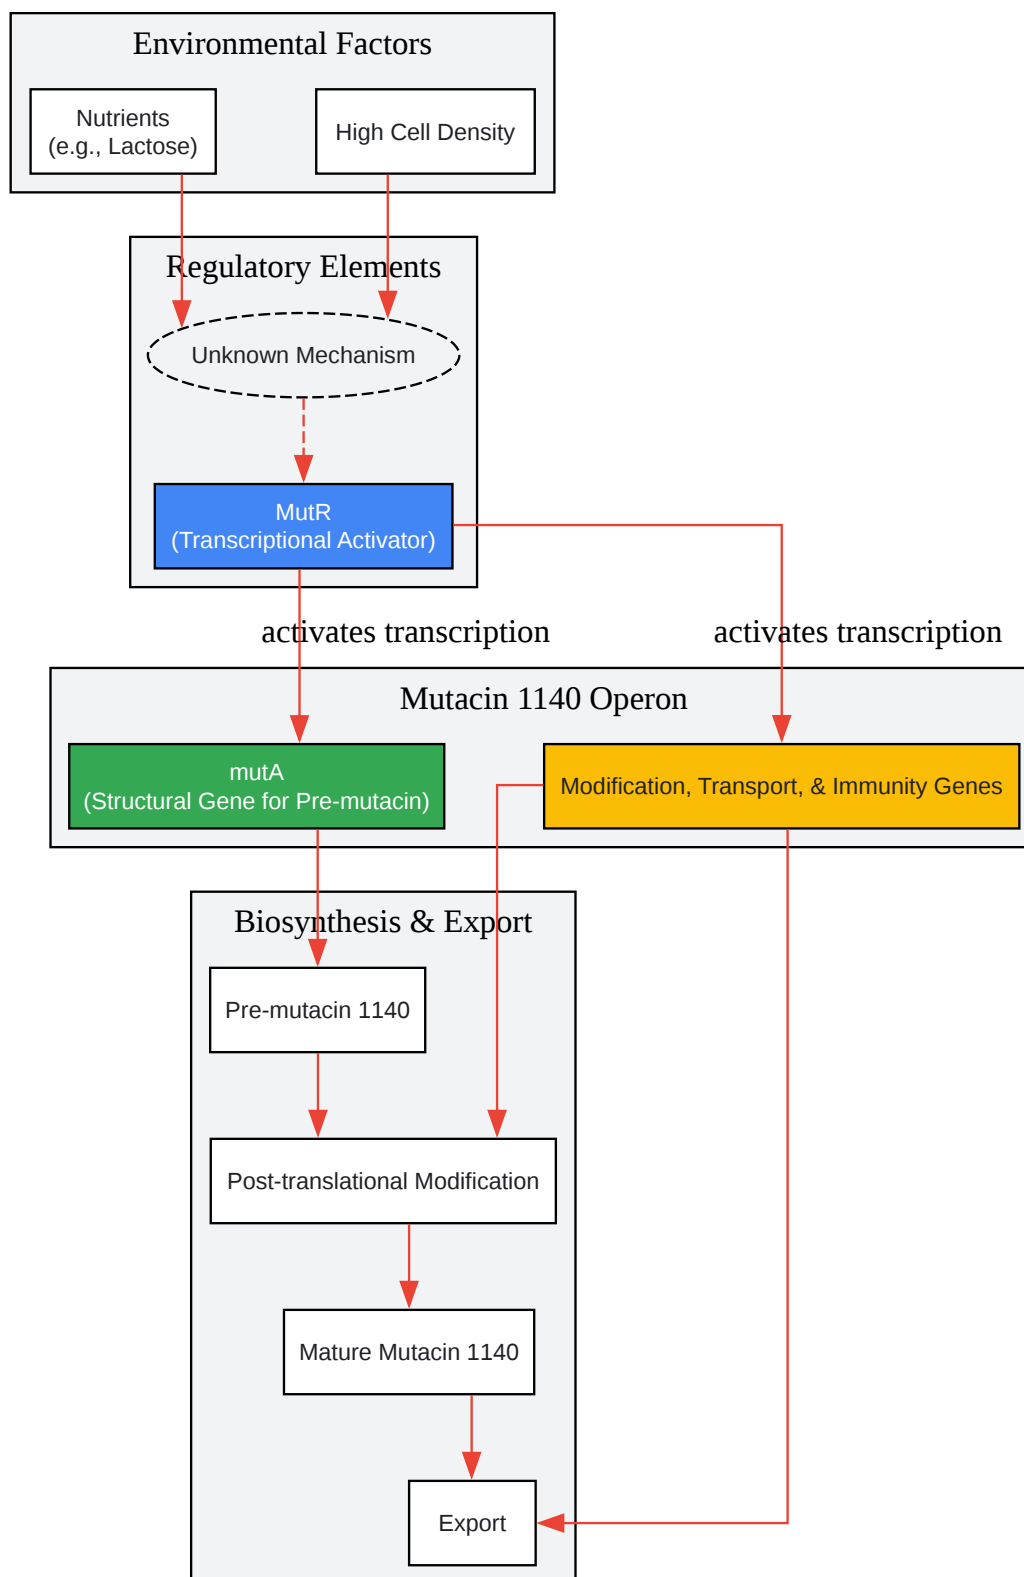 Environmental Factors
Nutrients
(e.g., Lactose)
High Cell Density
Regulatory Elements
Unknown Mechanism
MutR
(Transcriptional Activator)
activates transcription
activates transcription
Mutacin 1140 Operon
mutA
(Structural Gene for Pre-mutacin)
Modification, Transport, & Immunity Genes
Biosynthesis & Export
Pre-mutacin 1140
Post-translational Modification
Mature Mutacin 1140
Export